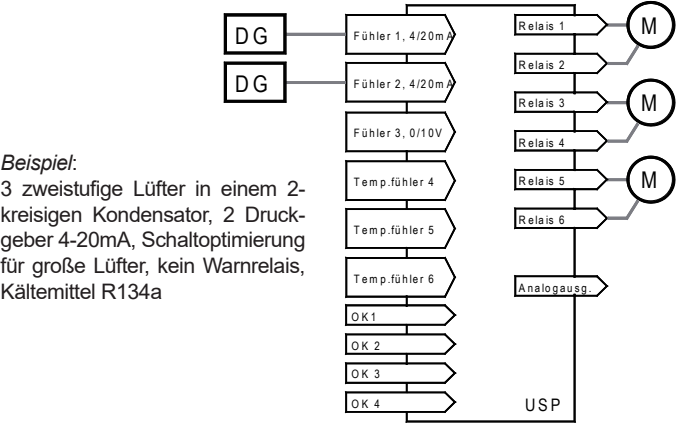 Beispiel:
3 zweistufige Lüfter in einem 2-
kreisigen Kondensator, 2 Druck-
geber 4-20mA, Schaltoptimierung
für große Lüfter, kein Warnrelais,
Kältemittel R134a
DG
DG
Fühler 1, 4/20mA
Fühler 2, 4/20mA
Fühler 3, 0/10V
Temp.fühler 4
Temp.fühler 5
Temp.fühler 6
OK1
OK 2
OK 3
OK 4
Relais 1
Relais 2
Relais 3
Relais 4
Relais 5
Relais 6
Analogausg.
USP
M
M
M